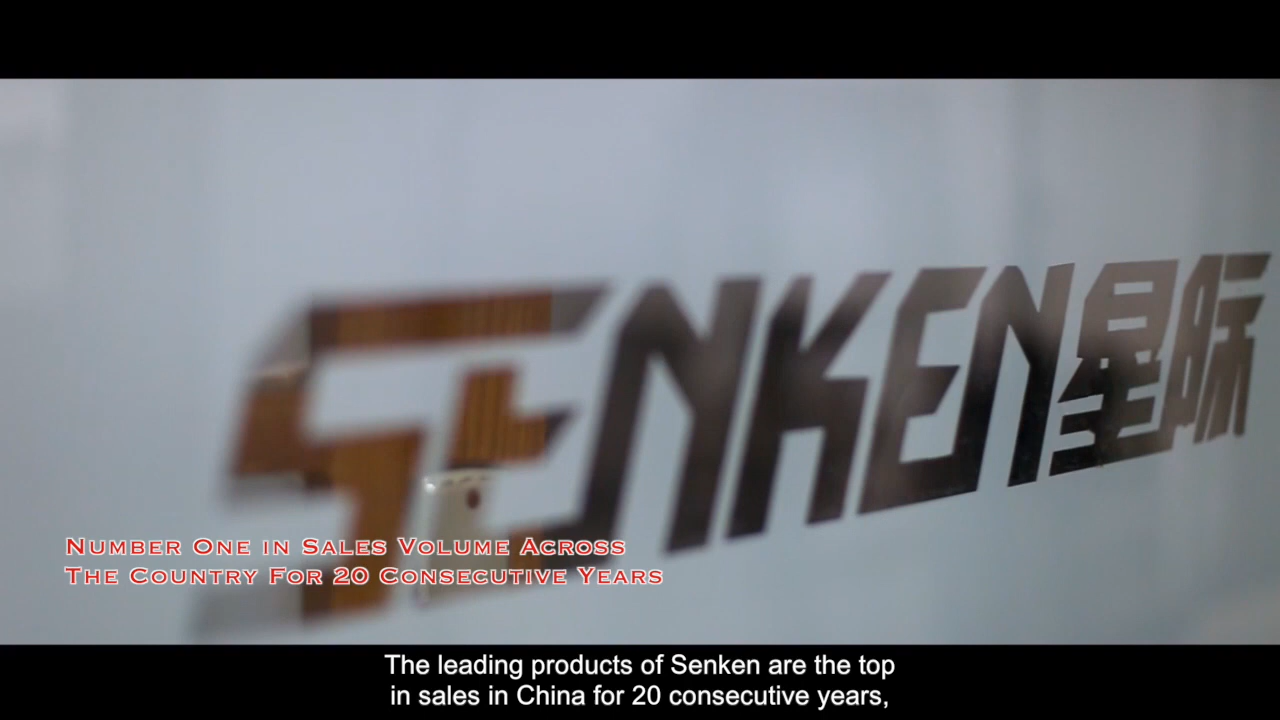 SENKEN星际
NUMBER ONE IN SALES VOLUME ACROSS
THE COUNTRY FOR 20 CONSECUTIVE YEARS
The leading products of Senken are the top
in sales in China for 20 consecutive years,